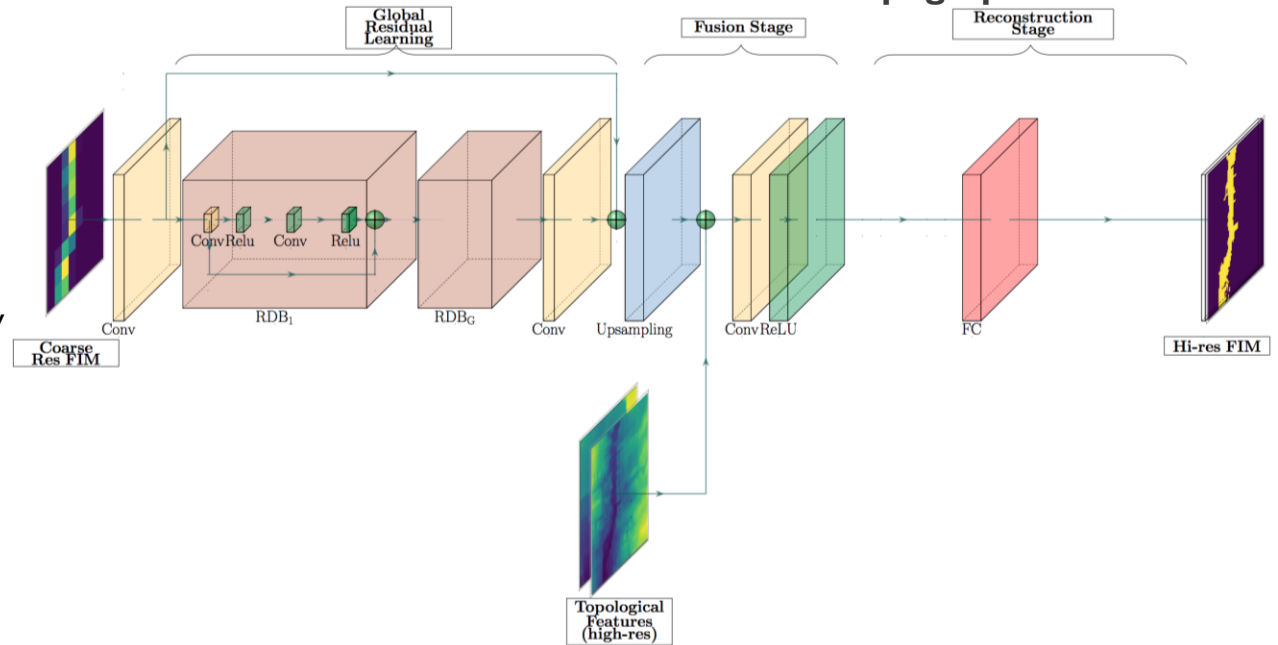 Global
Residual
Learning
Fusion Stage
Reconstruction
Stage
Conv Relu Conv Relu
Conv RDB₁ RDB_G Conv Upsampling Conv ReLU FC
Coarse
Res FIM
Hi-res FIM
Topological
Features
(high-res)